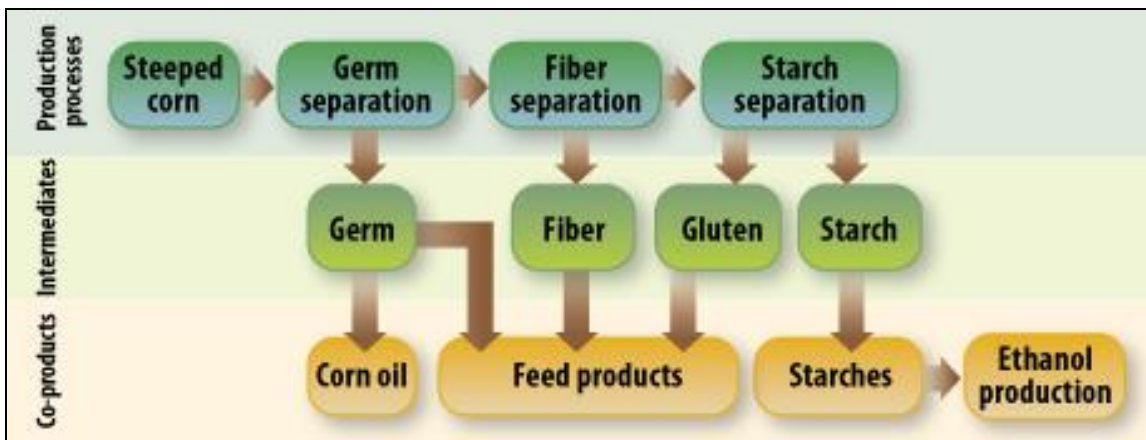 Production
processes
Steeped
corn
Germ
separation
Fiber
separation
Starch
separation
Intermediates
Germ
Fiber
Gluten
Starch
Co-products
Corn oil
Feed products
Starches
Ethanol
production